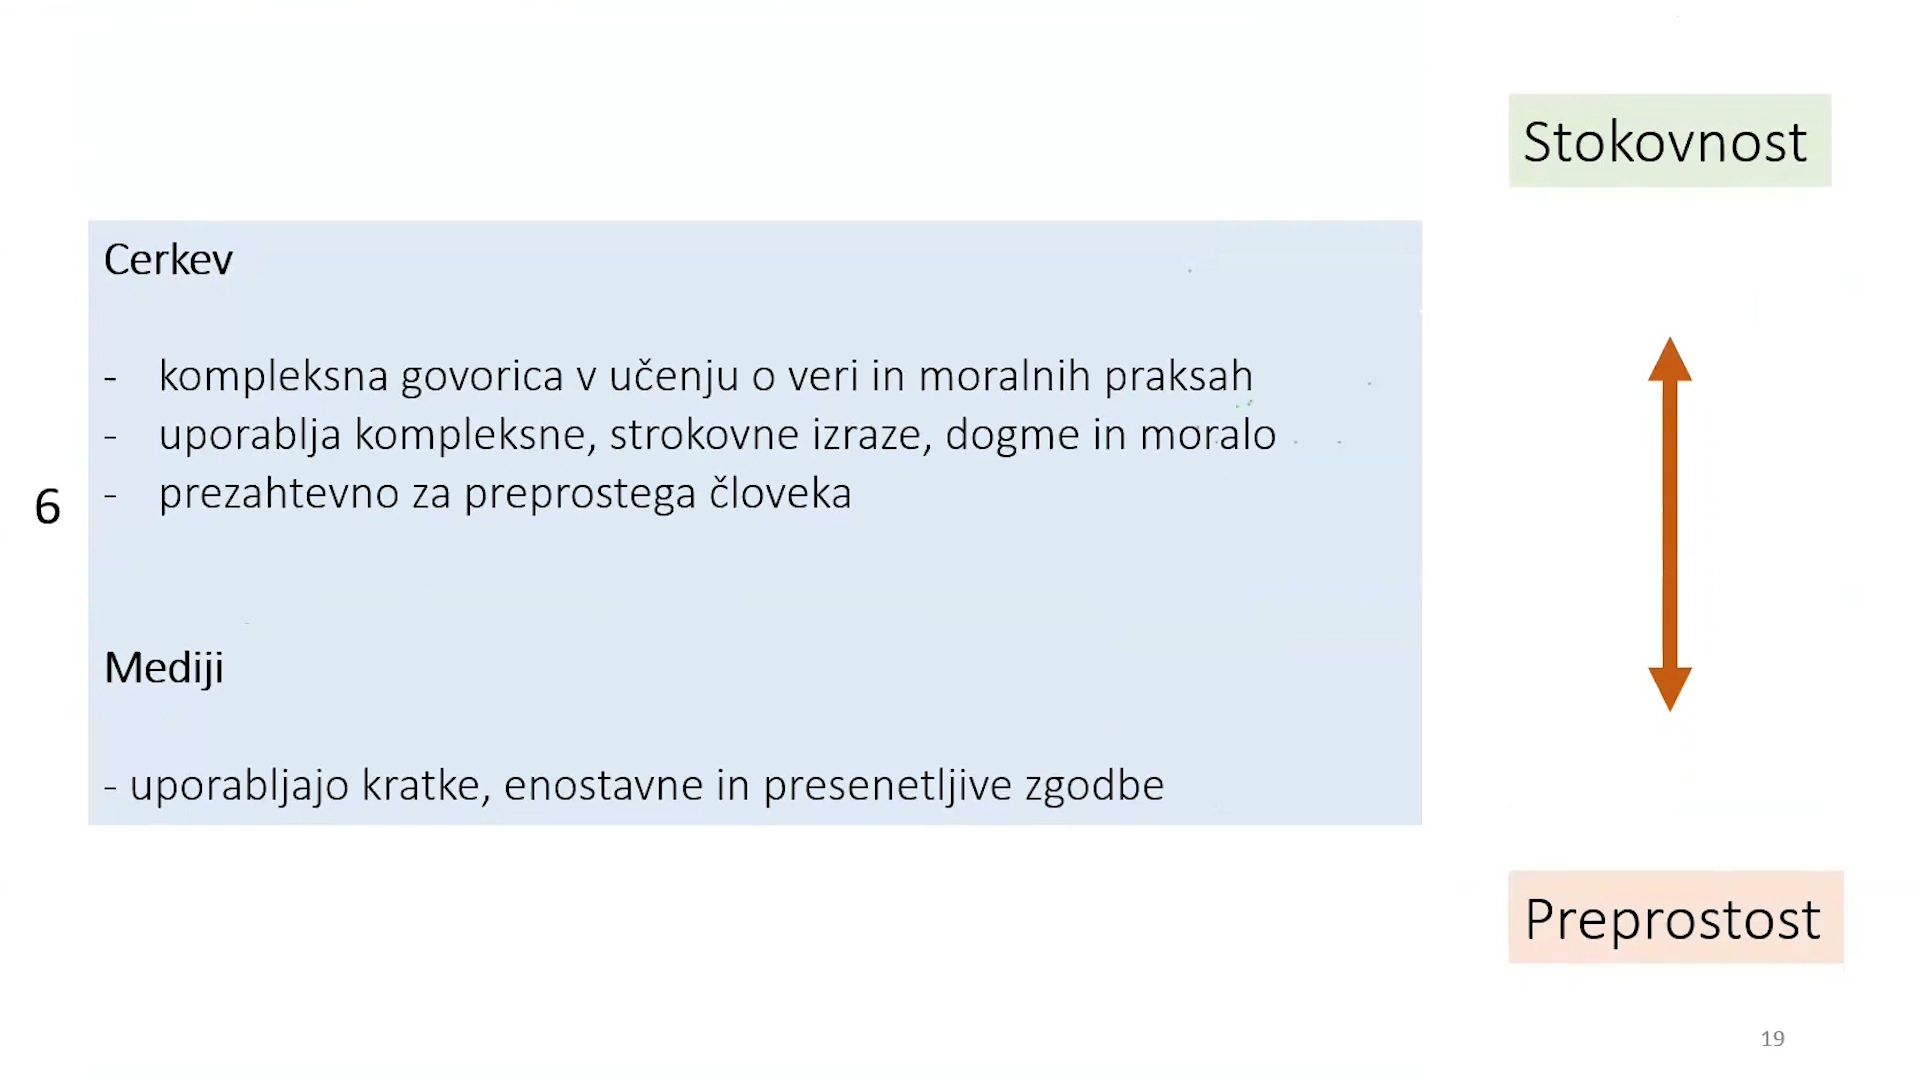 Stokovnost
Cerkev
- kompleksna govorica v učenju o veri in moralnih praksah
- uporablja kompleksne, strokovne izraze, dogme in moralo
- prezahtevno za preprostega človeka
6
Mediji
- uporabljajo kratke, enostavne in presenetljive zgodbe
Preprostost
19